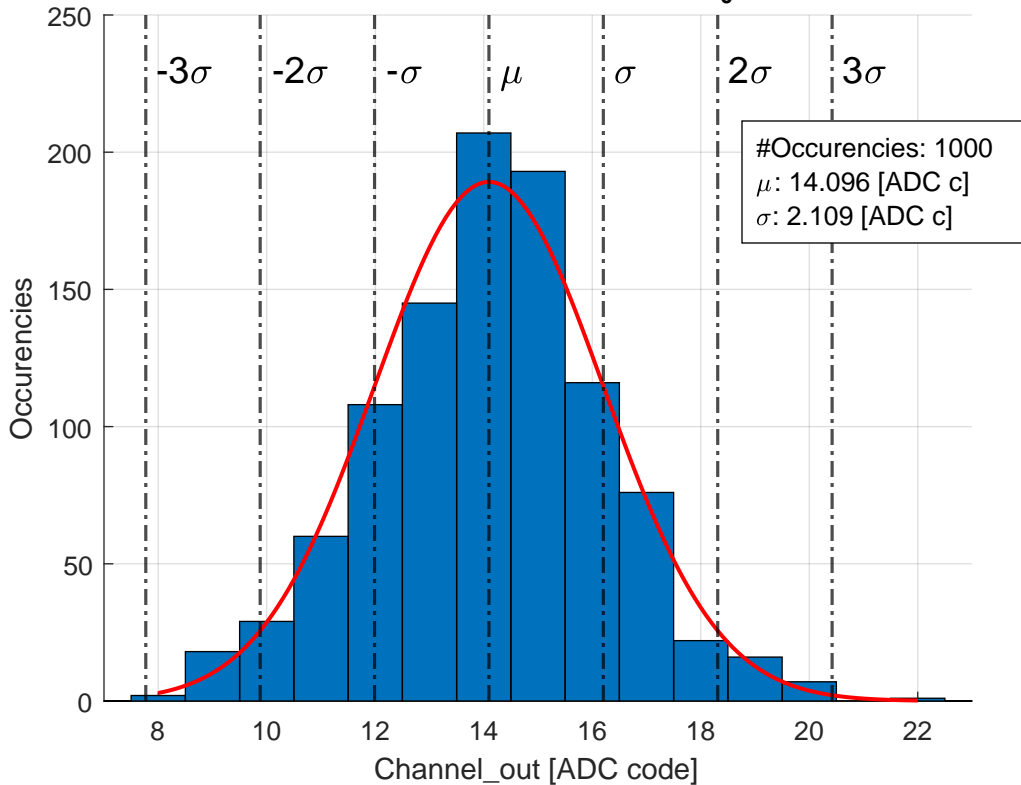 250
200
150
100
50
0
-3σ
-2σ
-σ
μ
σ
2σ
3σ
#Occurencies: 1000
μ: 14.096 [ADC c]
σ: 2.109 [ADC c]
Occurencies
8
10
12
14
16
18
20
22
Channel_out [ADC code]